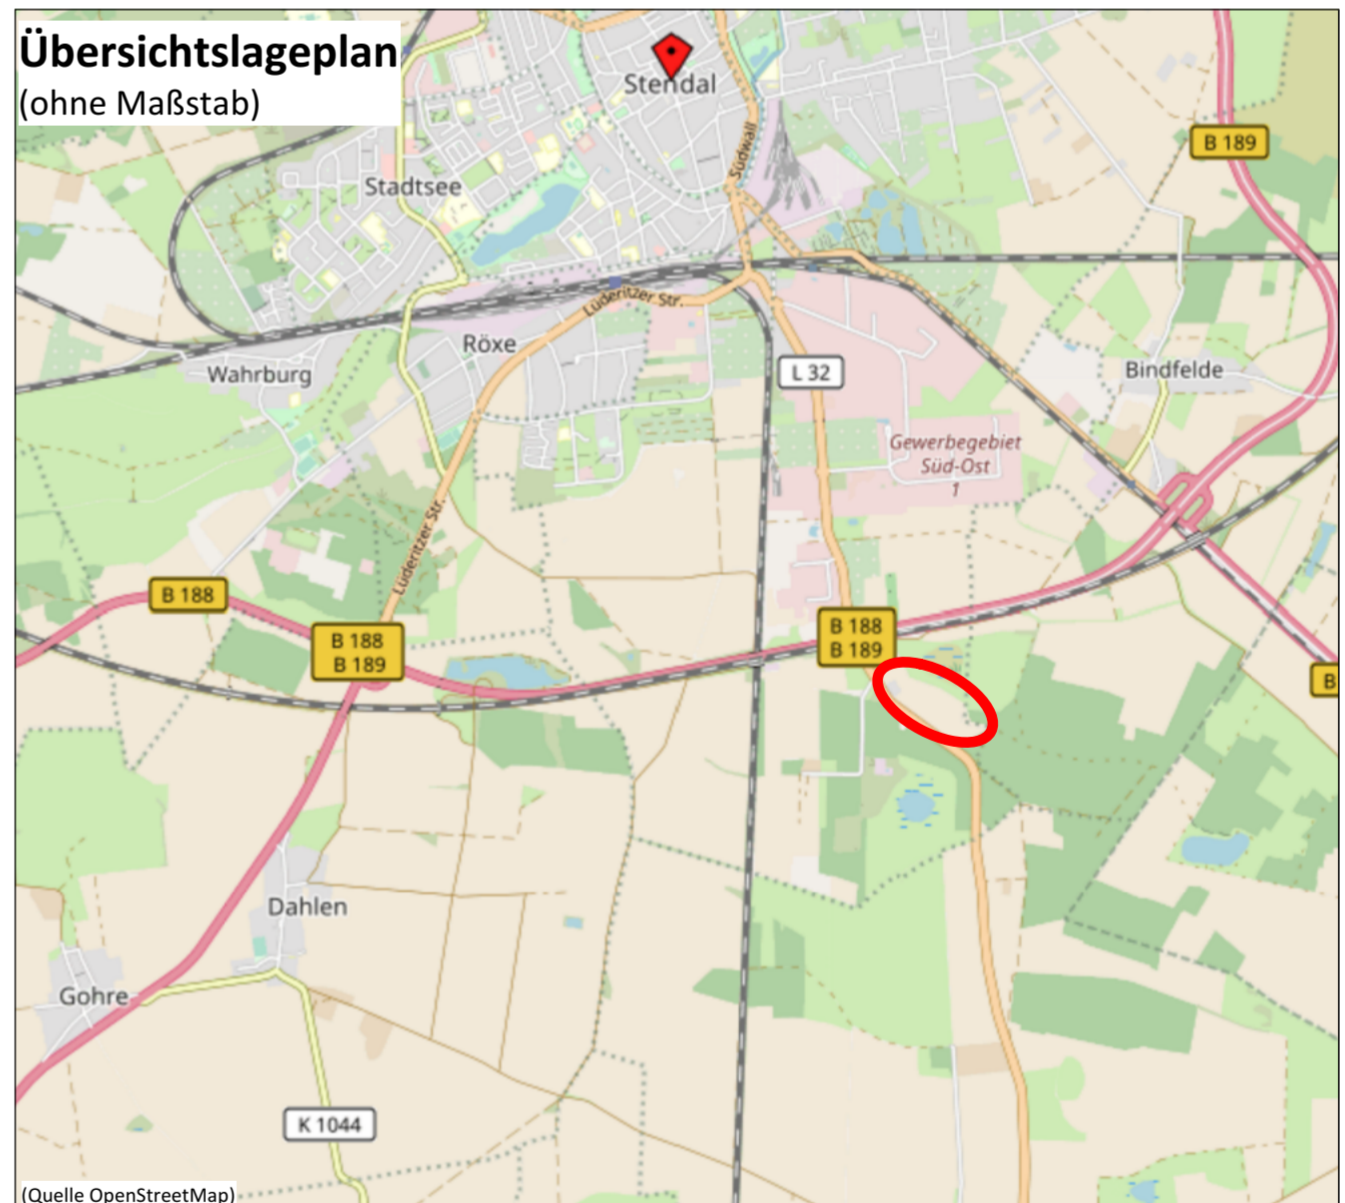 Übersichtslageplan
(ohne Maßstab)
Stendal
B 189
Südwall
Stadtsee
Lüderitzer Str.
Röxe
Wahrburg
L 32
Bindfelde
Gewerbegebiet
Süd-Ost
1
Lüderitzer Str.
B 188
B 188
B 189
B 188
B 189
B
Dahlen
Gohre
K 1044
(Quelle OpenStreetMap)